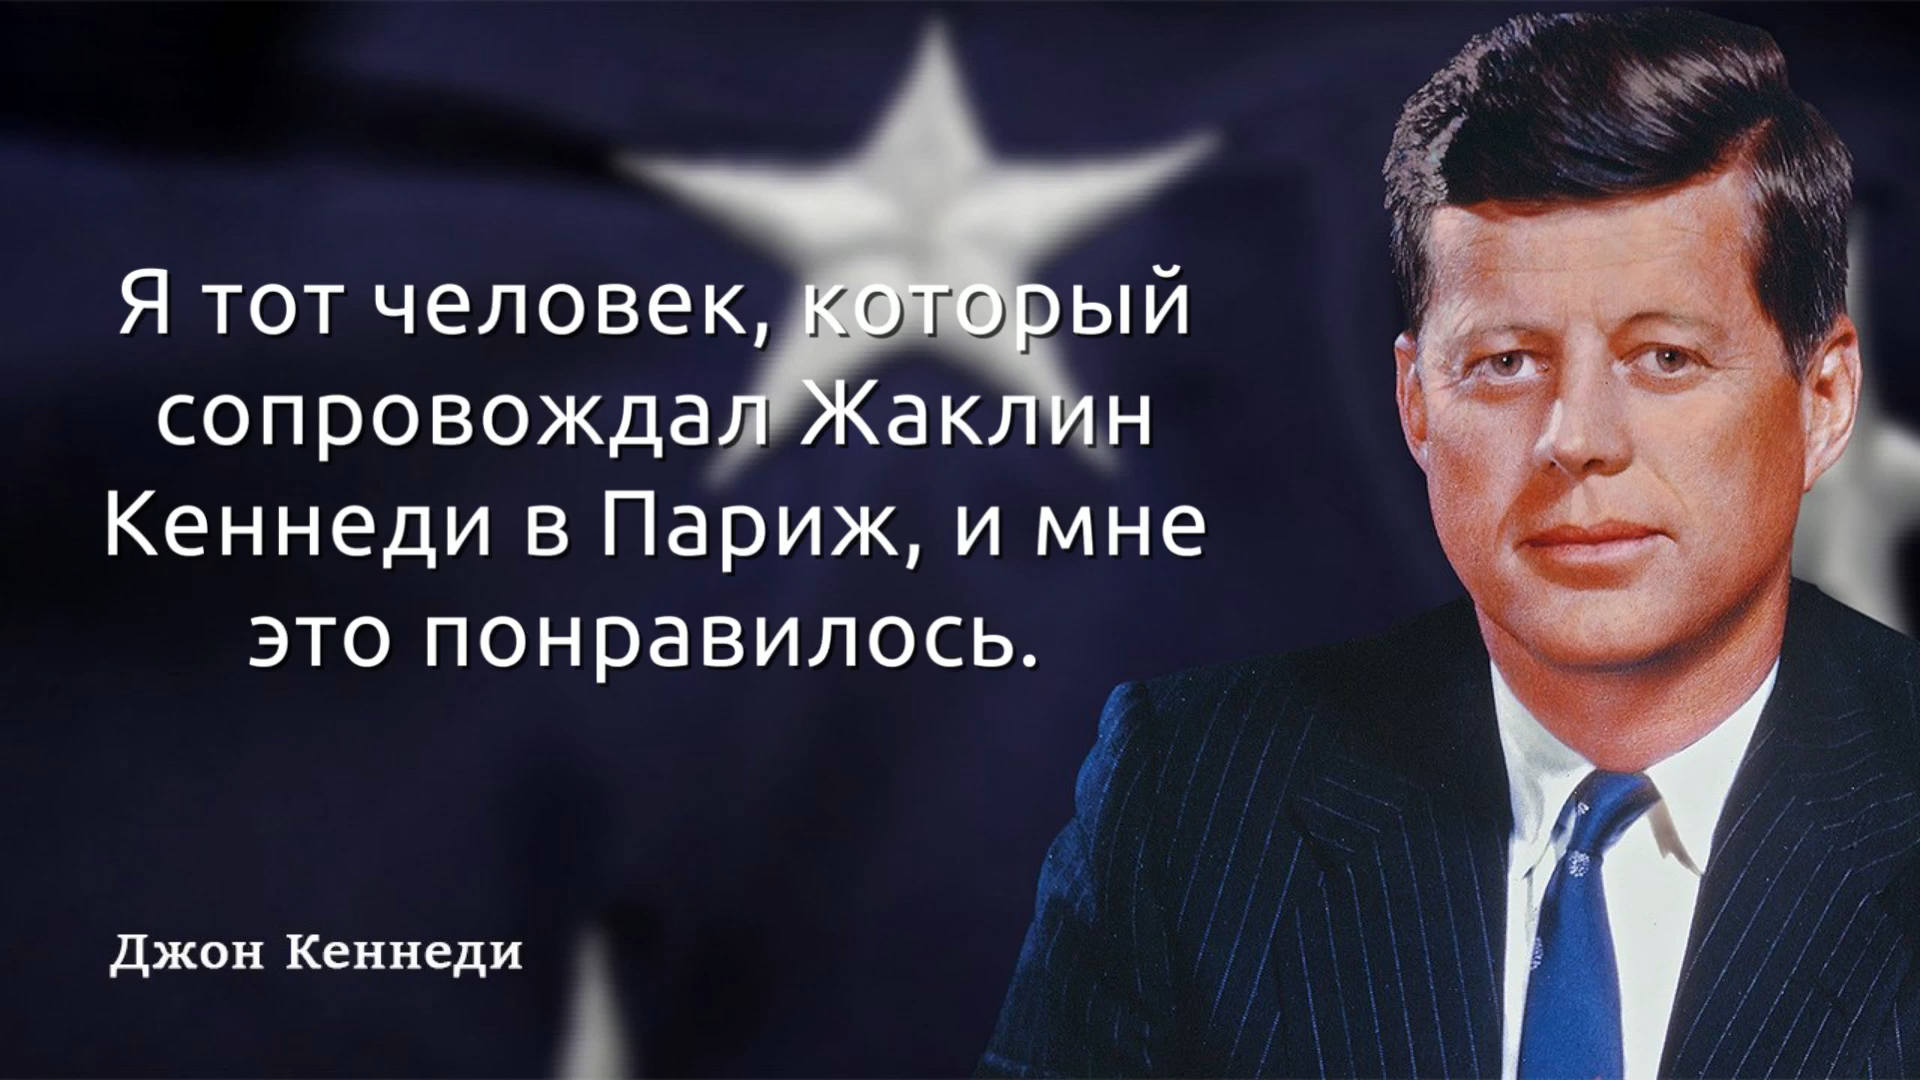 Я тот человек, который
сопровождал Жаклин
Кеннеди в Париж, и мне
это понравилось.
Джон Кеннеди